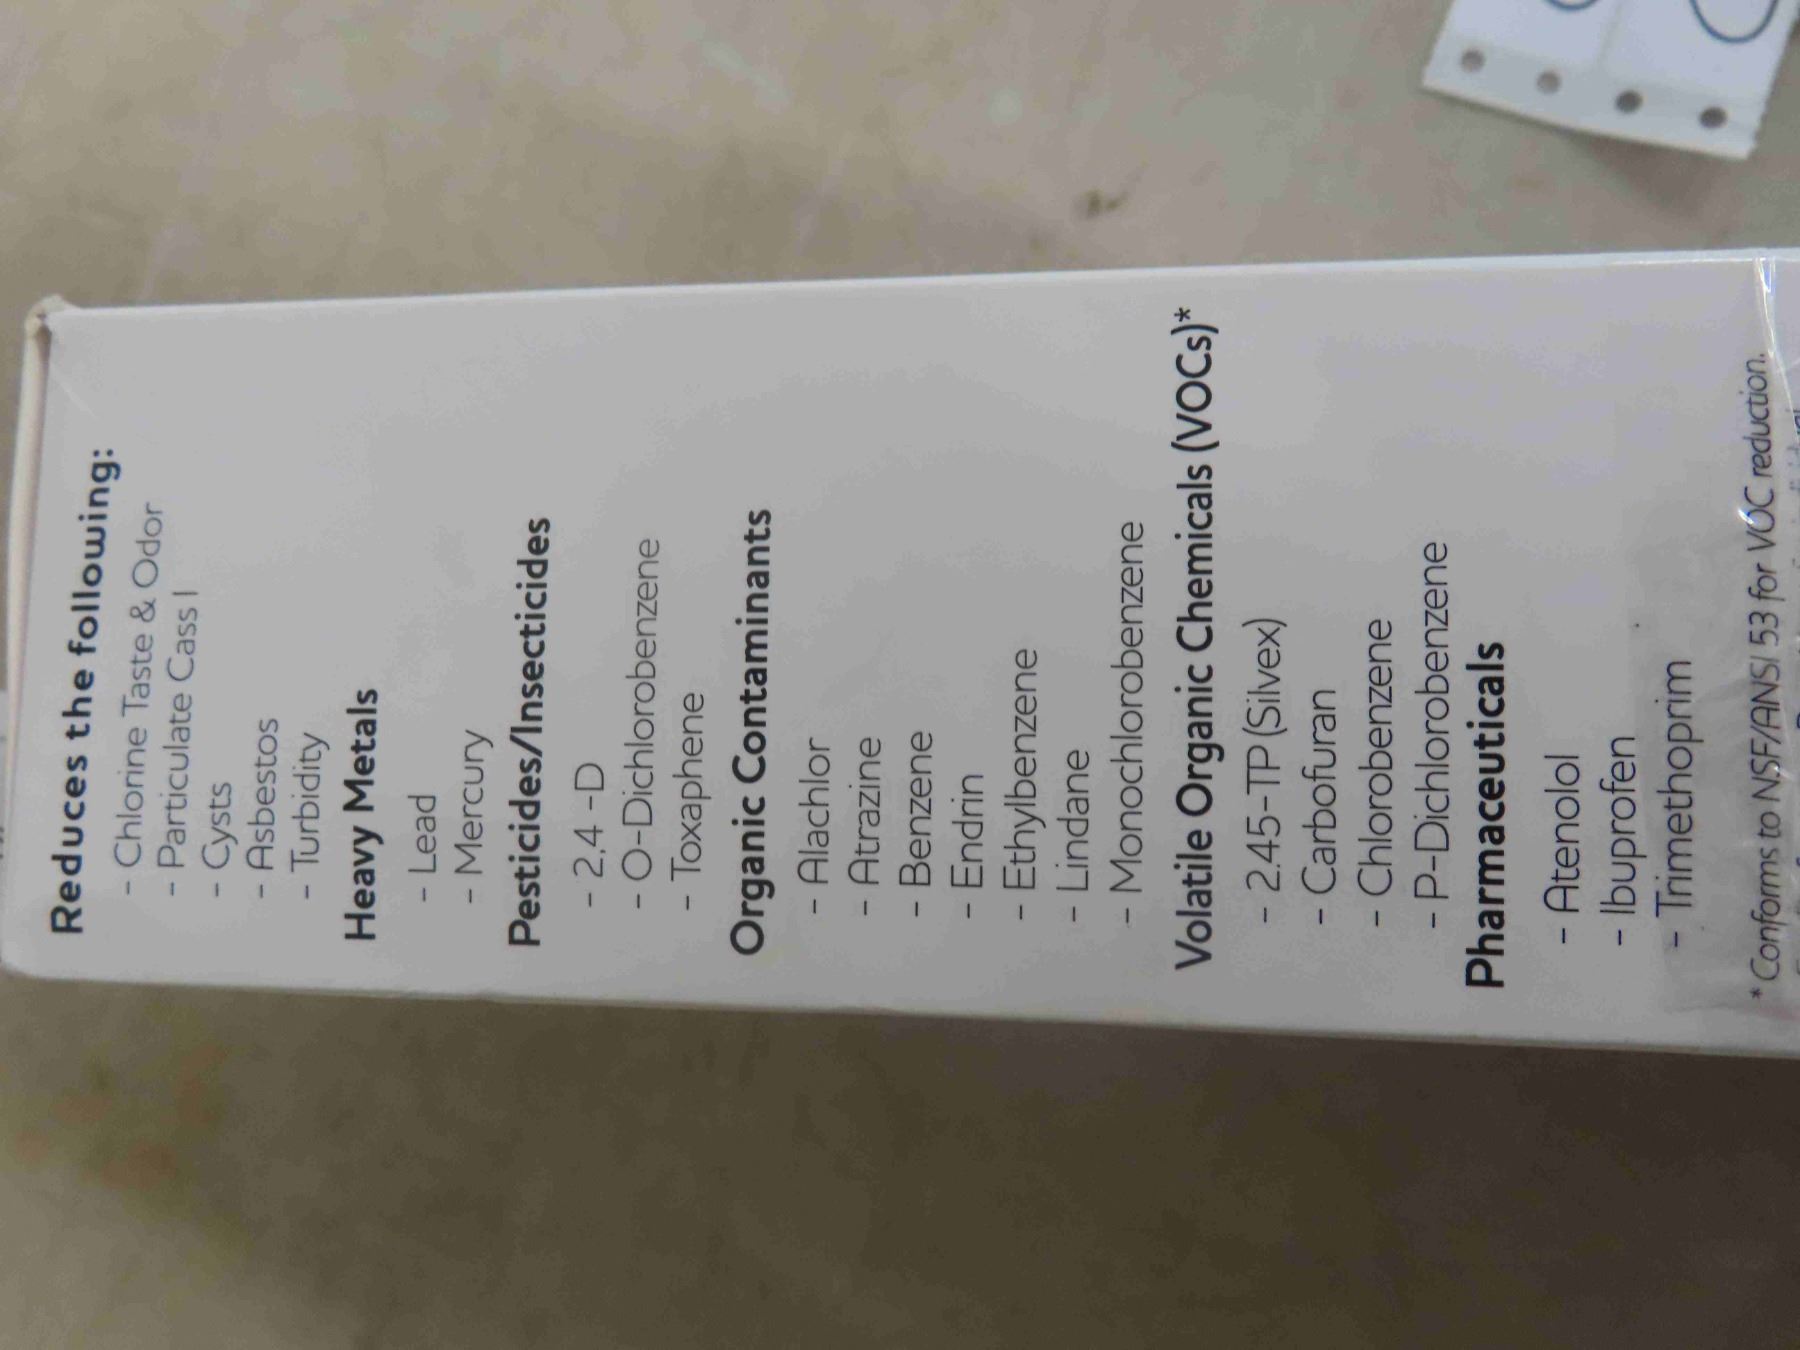 Reduces the following:
- Chlorine Taste & Odor
- Particulate Cass I
- Cysts
- Asbestos
- Turbidity
Heavy Metals
- Lead
- Mercury
Pesticides/Insecticides
- 2,4 -D
- O-Dichlorobenzene
- Toxaphene
Organic Contaminants
- Alachlor
- Atrazine
- Benzene
- Endrin
- Ethylbenzene
- Lindane
- Monochlorobenzene
Volatile Organic Chemicals (VOCs)*
- 2.45-TP (Silvex)
- Carbofuran
- Chlorobenzene
- P-Dichlorobenzene
Pharmaceuticals
- Atenolol
- Ibuprofen
- Trimethoprim
* Conforms to NSF/ANSI 53 for VOC reduction.